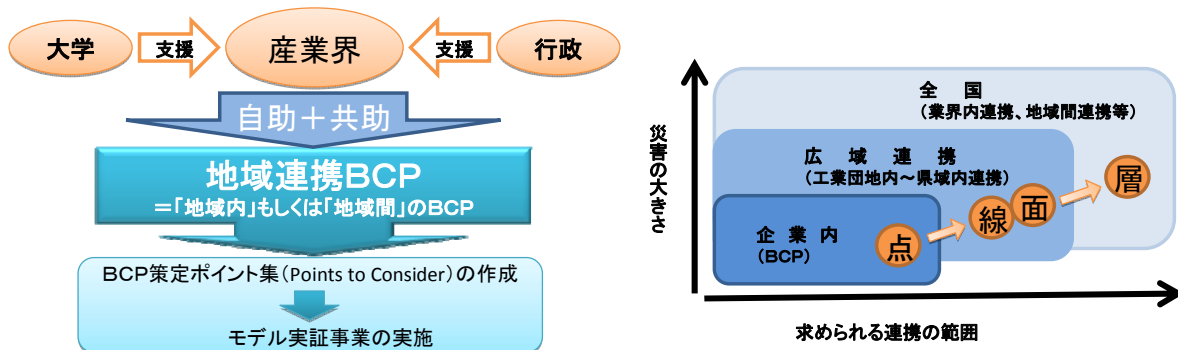 大学
支援
産業界
支援
行政
自助＋共助
地域連携BCP
＝「地域内」もしくは「地域間」のBCP
BCP策定ポイント集（Points to Consider）の作成
モデル実証事業の実施
災害の大きさ
全国
（業界内連携、地域間連携等）
広域連携
（工業団地内～県域内連携）
企業内
（BCP）
点
線
面
層
求められる連携の範囲